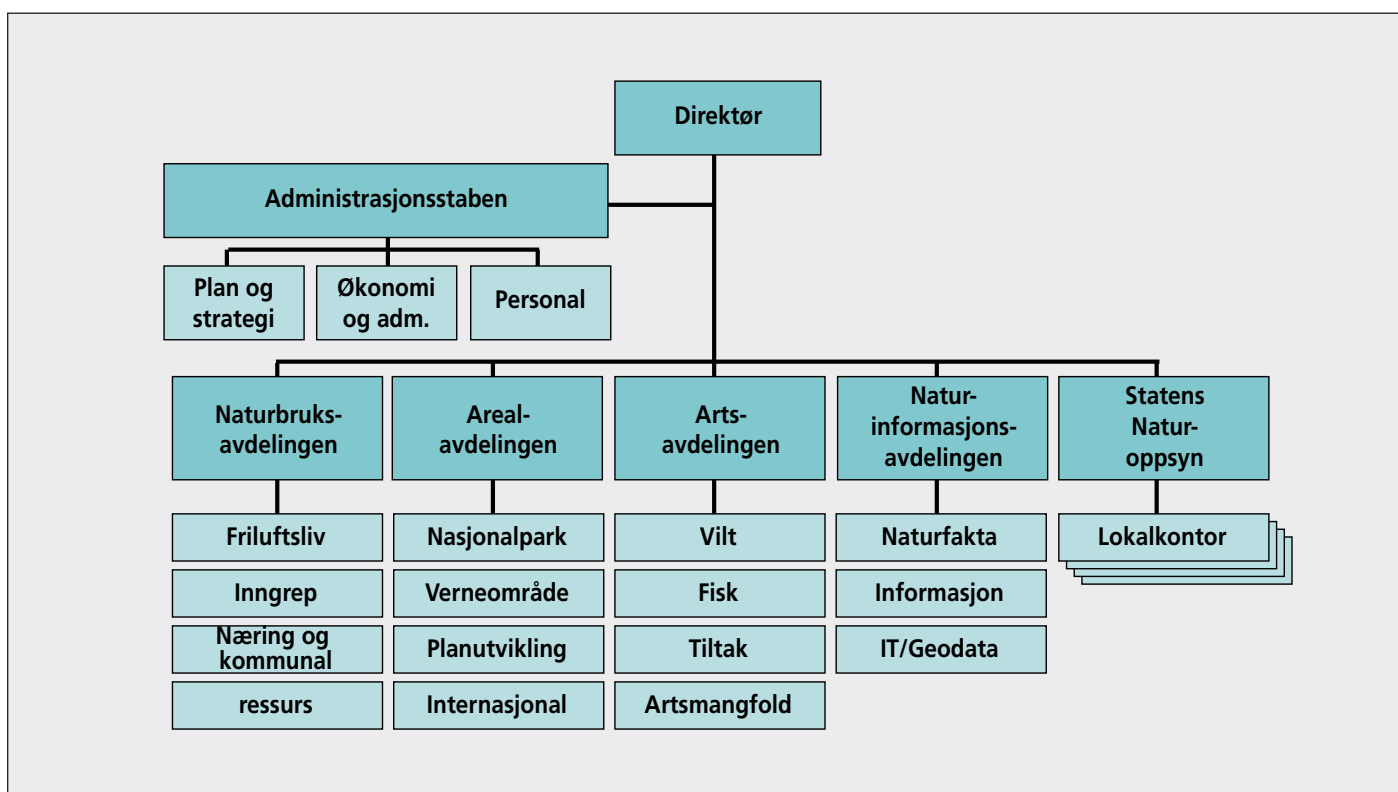 Direktør
Administrasjonsstaben
Plan og
strategi
Økonomi
og adm.
Personal
Naturbruks-
avdelingen
Areal-
avdelingen
Arts-
avdelingen
Natur-
informasjons-
avdelingen
Statens
Natur-
oppsyn
Friluftsliv
Inngrep
Næring og
kommunal
ressurs
Nasjonalpark
Verneområde
Planutvikling
Internasjonal
Vilt
Fisk
Tiltak
Artsmangfold
Naturfakta
Informasjon
IT/Geodata
Lokalkontor